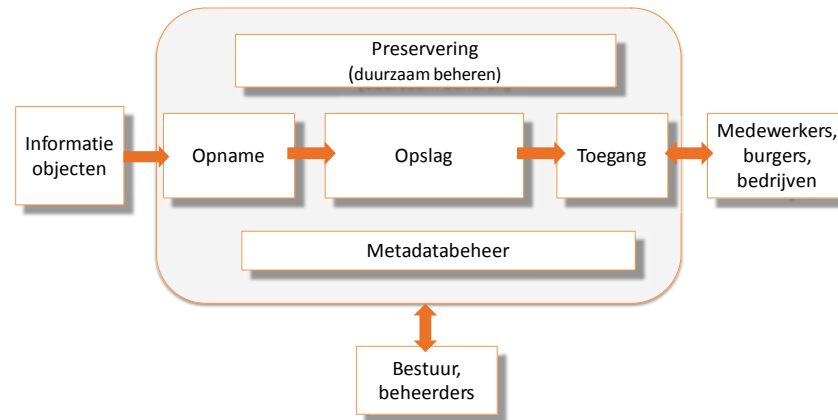 Preservering
(duurzaam beheren)
Informatie
objecten
Opname
Opslag
Toegang
Medewerkers,
burgers,
bedrijven
Metadatabeheer
Bestuur,
beheerders